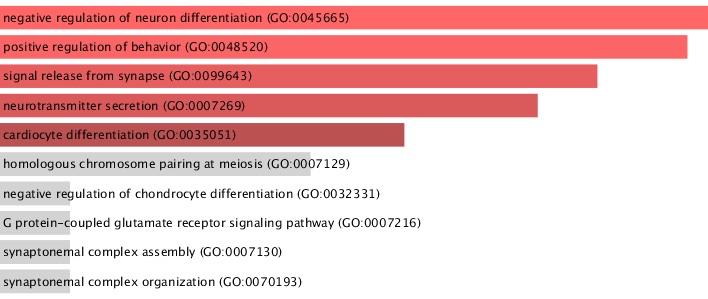 negative regulation of neuron differentiation (GO:0045665)
positive regulation of behavior (GO:0048520)
signal release from synapse (GO:0099643)
neurotransmitter secretion (GO:0007269)
cardiocyte differentiation (GO:0035051)
homologous chromosome pairing at meiosis (GO:0007129)
negative regulation of chondrocyte differentiation (GO:0032331)
G protein-coupled glutamate receptor signaling pathway (GO:0007216)
synaptonemal complex assembly (GO:0007130)
synaptonemal complex organization (GO:0070193)